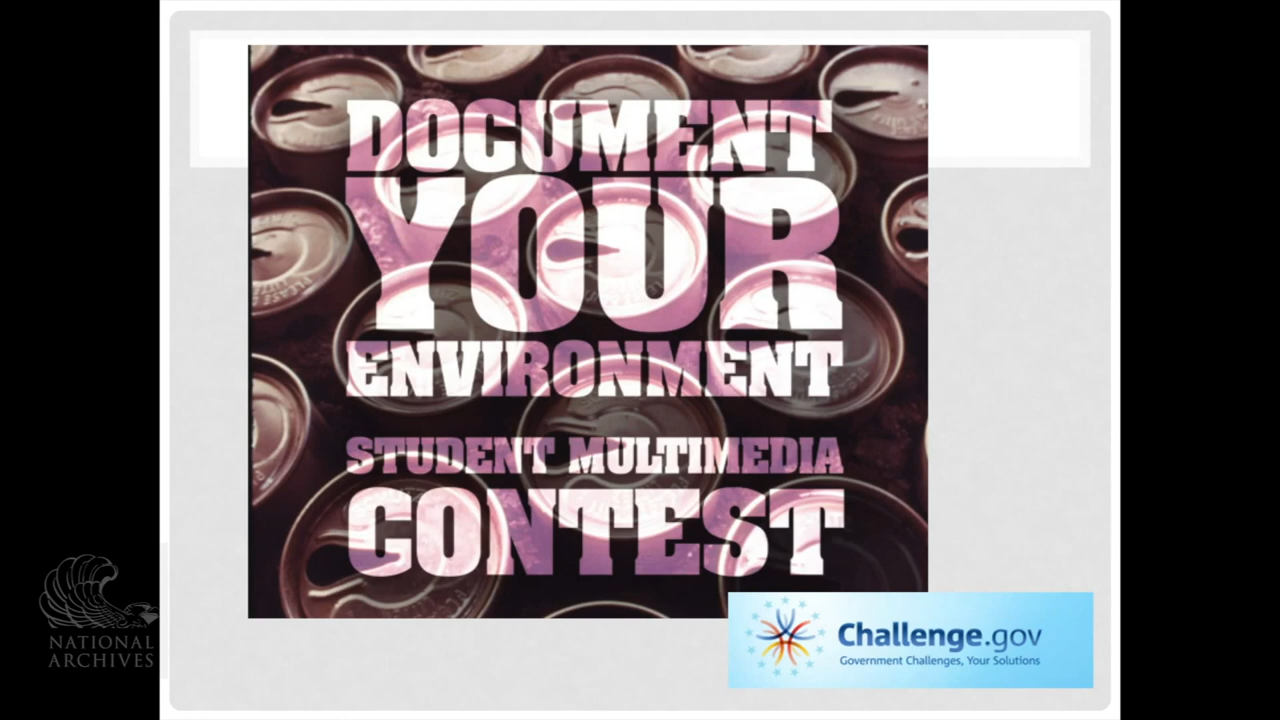 DOCUMENT
YOUR
ENVIRONMENT
STUDENT MULTIMEDIA
CONTEST
Challenge.gov
Government Challenges, Your Solutions
NATIONAL
ARCHIVES